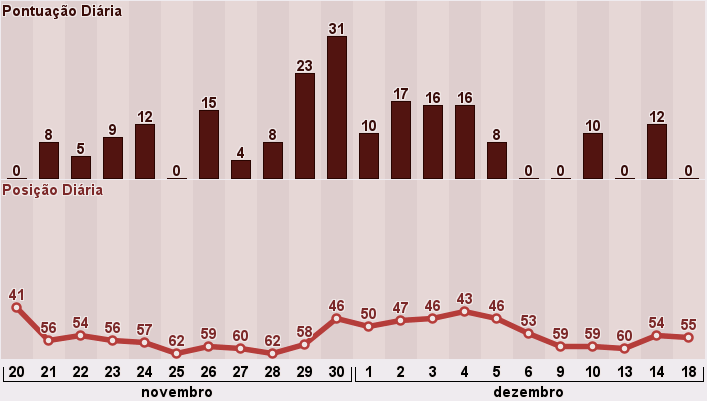 Pontuação Diária
0 8 5 9 12 0 15 4 8 23 31 10 17 16 16 8 0 0 10 0 12 0
Posição Diária
41 56 54 56 57 62 59 60 62 58 46 50 47 46 43 46 53 59 59 60 54 55
20 21 22 23 24 25 26 27 28 29 30 1 2 3 4 5 6 9 10 13 14 18
novembro dezembro